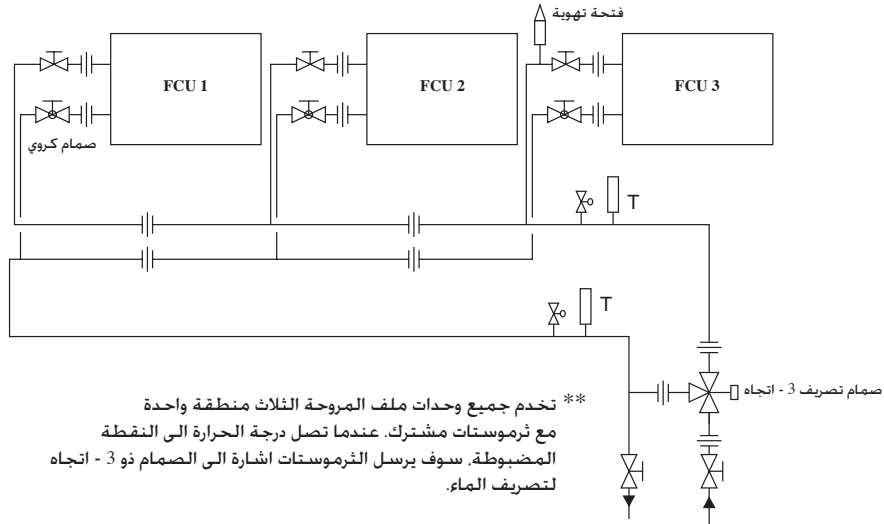 فتحة تهوية
FCU 1
FCU 2
FCU 3
صمام كروي
T
T
صمام تصريف 3 - اتجاه
** تخدم جميع وحدات ملف المروحة الثلاث منطقة واحدة
مع ثرموستات مشترك. عندما تصل درجة الحرارة الى النقطة
المضبوطة, سوف يرسل الثرموستات اشارة الى الصمام ذو 3 - اتجاه
لتصريف الماء.